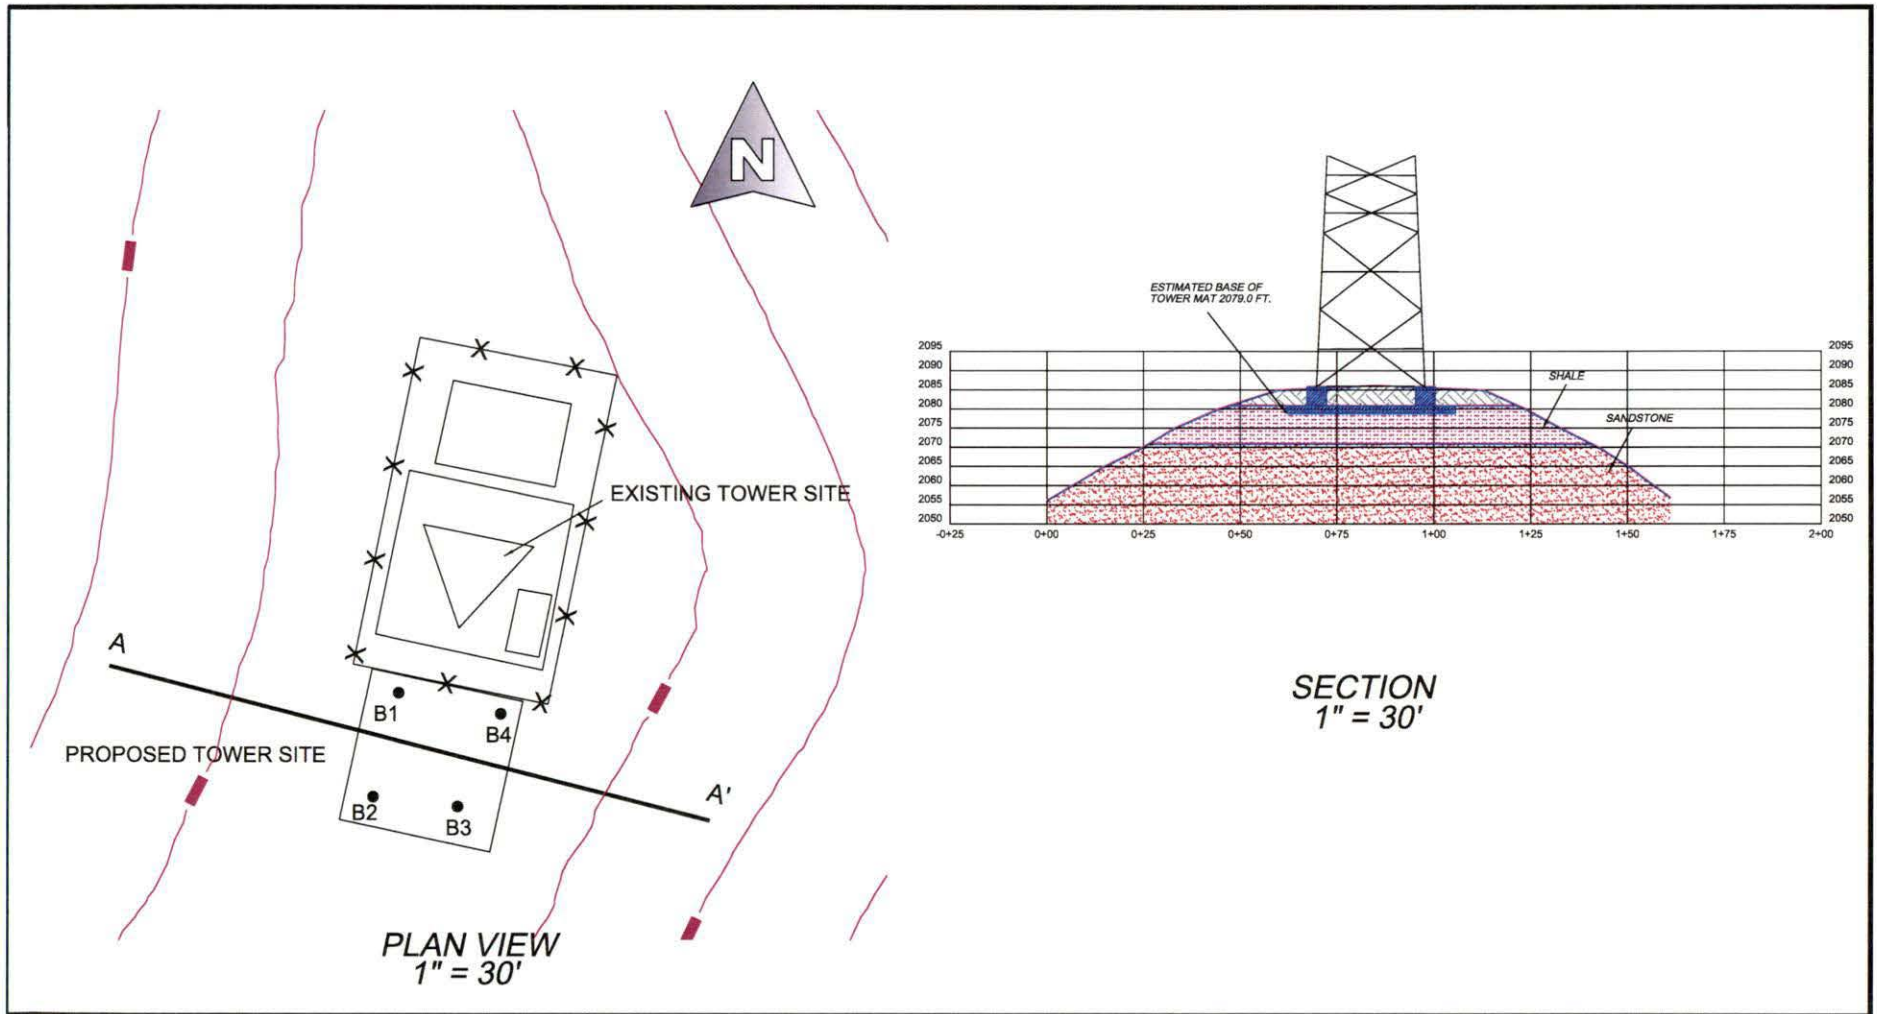 N
EXISTING TOWER SITE
A
B1
B4
PROPOSED TOWER SITE
A'
B2
B3
PLAN VIEW
1" = 30'
ESTIMATED BASE OF
TOWER MAT 2079.0 FT.
2095 2095
2090 2090
2085 SHALE 2085
2080 2080
2075 SANDSTONE 2075
2070 2070
2065 2065
2060 2060
2055 2055
2050 2050
-0+25 0+00 0+25 0+50 0+75 1+00 1+25 1+50 1+75 2+00
SECTION
1" = 30'